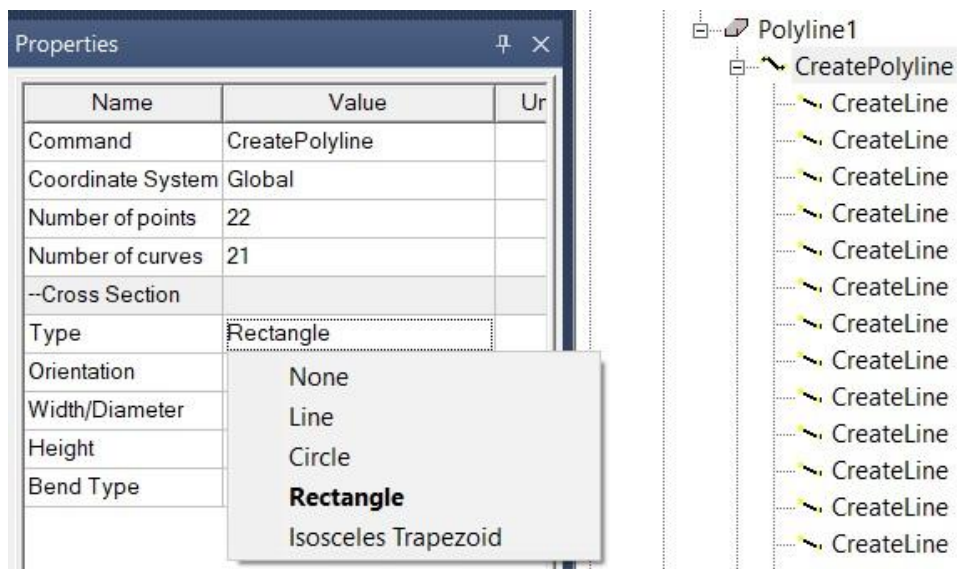 Properties
Name Value Ur
Command CreatePolyline
Coordinate System Global
Number of points 22
Number of curves 21
--Cross Section
Type Rectangle
Orientation
Width/Diameter
Height
Bend Type
None
Line
Circle
Rectangle
Isosceles Trapezoid
Polyline1
CreatePolyline
CreateLine
CreateLine
CreateLine
CreateLine
CreateLine
CreateLine
CreateLine
CreateLine
CreateLine
CreateLine
CreateLine
CreateLine
CreateLine